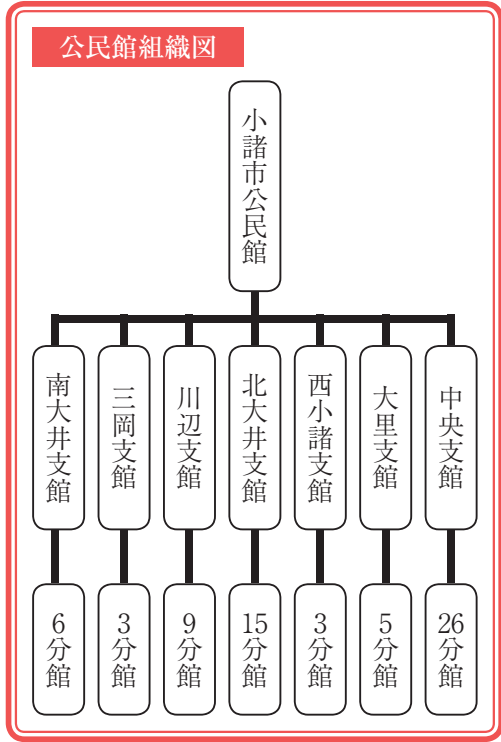 公民館組織図
小諸市公民館
中央支館
大里支館
西小諸支館
北大井支館
川辺支館
三岡支館
南大井支館
26分館
5分館
3分館
15分館
9分館
3分館
6分館